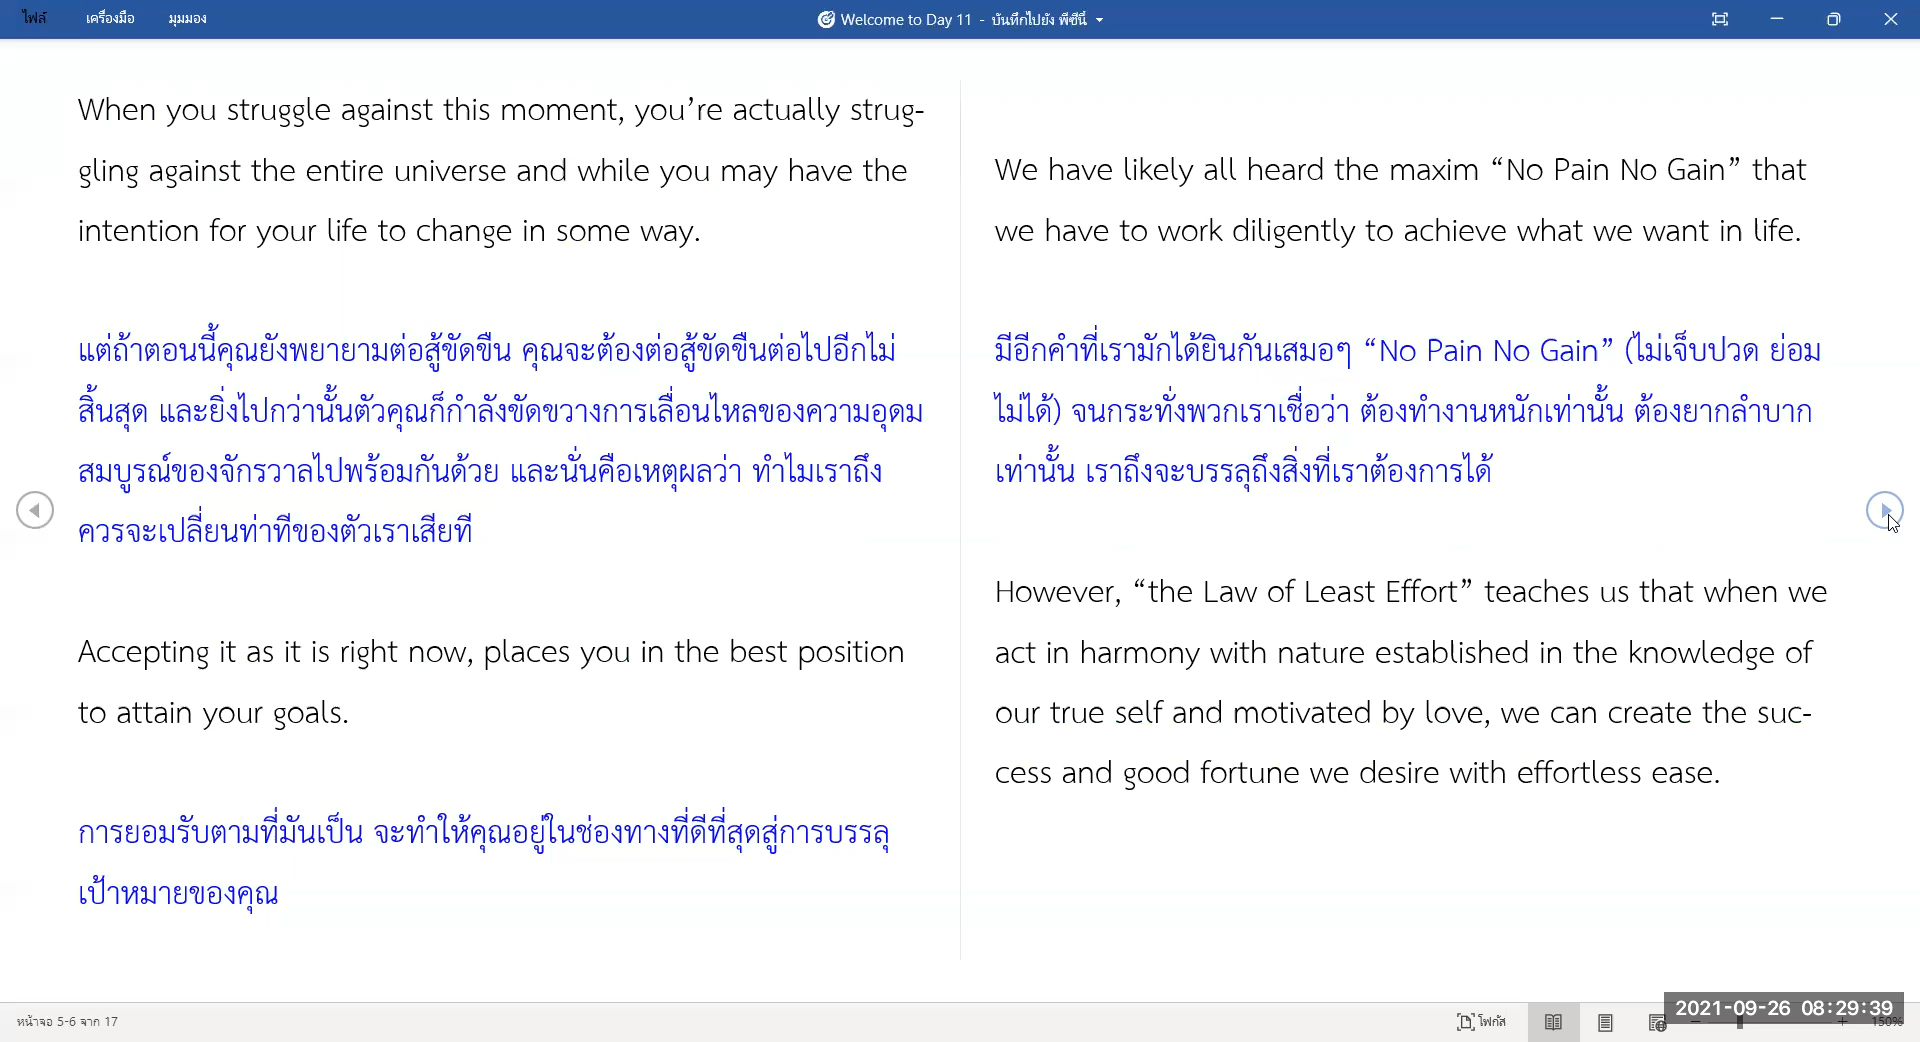 ไฟล์ เครื่องมือ มุมมอง Welcome to Day 11 - บันทึกไปยัง พีซีนี้
When you struggle against this moment, you’re actually strug-
gling against the entire universe and while you may have the
intention for your life to change in some way.
แต่ถ้าตอนนี้คุณยังพยายามต่อสู้ขัดขืน คุณจะต้องต่อสู้ขัดขืนต่อไปอีกไม่
สิ้นสุด และยิ่งไปกว่านั้นตัวคุณก็กำลังขัดขวางการเลื่อนไหลของความอุดม
สมบูรณ์ของจักรวาลไปพร้อมกันด้วย และนั่นคือเหตุผลว่า ทำไมเราถึง
ควรจะเปลี่ยนท่าทีของตัวเราเสียที
Accepting it as it is right now, places you in the best position
to attain your goals.
การยอมรับตามที่มันเป็น จะทำให้คุณอยู่ในช่องทางที่ดีที่สุดสู่การบรรลุ
เป้าหมายของคุณ
We have likely all heard the maxim “No Pain No Gain” that
we have to work diligently to achieve what we want in life.
มีอีกคำที่เรามักได้ยินกันเสมอๆ “No Pain No Gain” (ไม่เจ็บปวด ย่อม
ไม่ได้) จนกระทั่งพวกเราเชื่อว่า ต้องทำงานหนักเท่านั้น ต้องยากลำบาก
เท่านั้น เราถึงจะบรรลุถึงสิ่งที่เราต้องการได้
However, “the Law of Least Effort” teaches us that when we
act in harmony with nature established in the knowledge of
our true self and motivated by love, we can create the suc-
cess and good fortune we desire with effortless ease.
หน้าจอ 5-6 จาก 17
โฟกัส
2021-09-26 08:29:39
150%